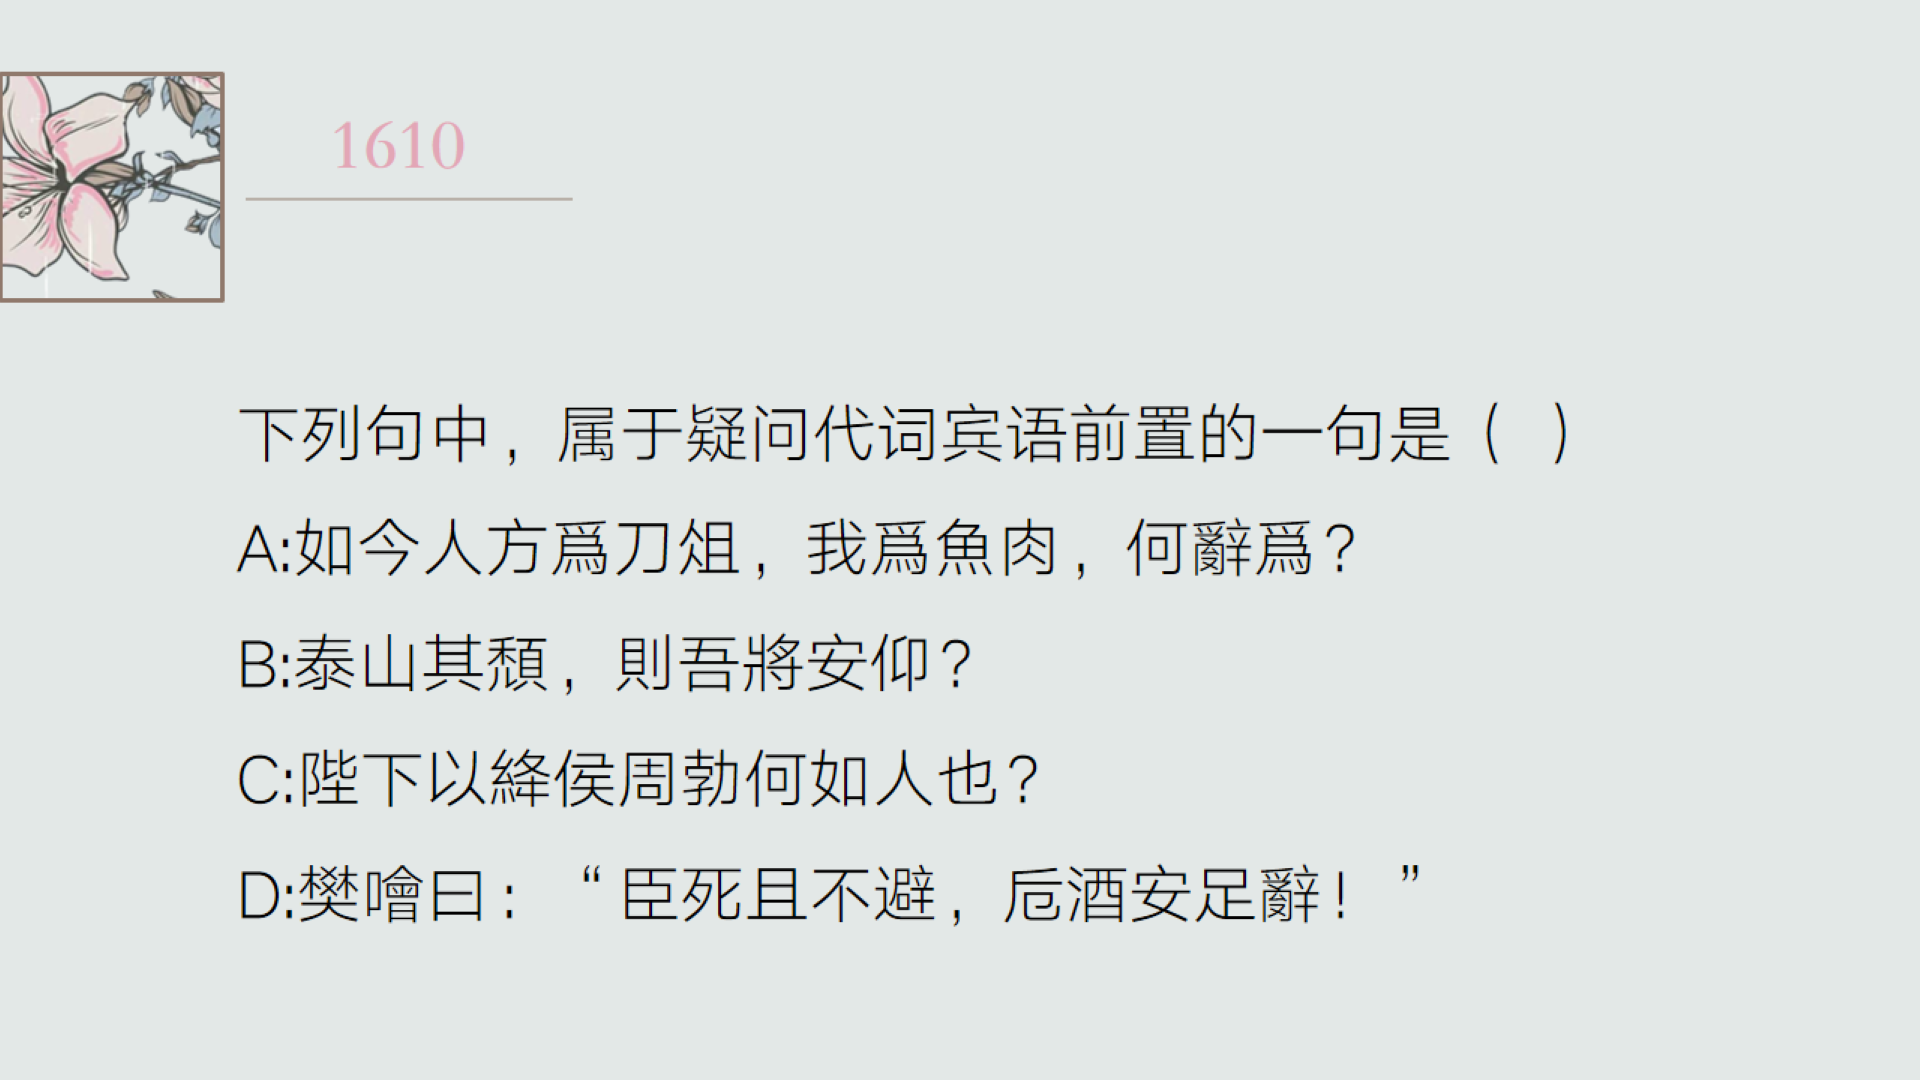 1610
下列句中，属于疑问代词宾语前置的一句是（ ）
A:如今人方爲刀俎，我爲魚肉，何辭爲？
B:泰山其頹，則吾將安仰？
C:陛下以絳侯周勃何如人也？
D:樊噲曰：“臣死且不避，卮酒安足辭！”